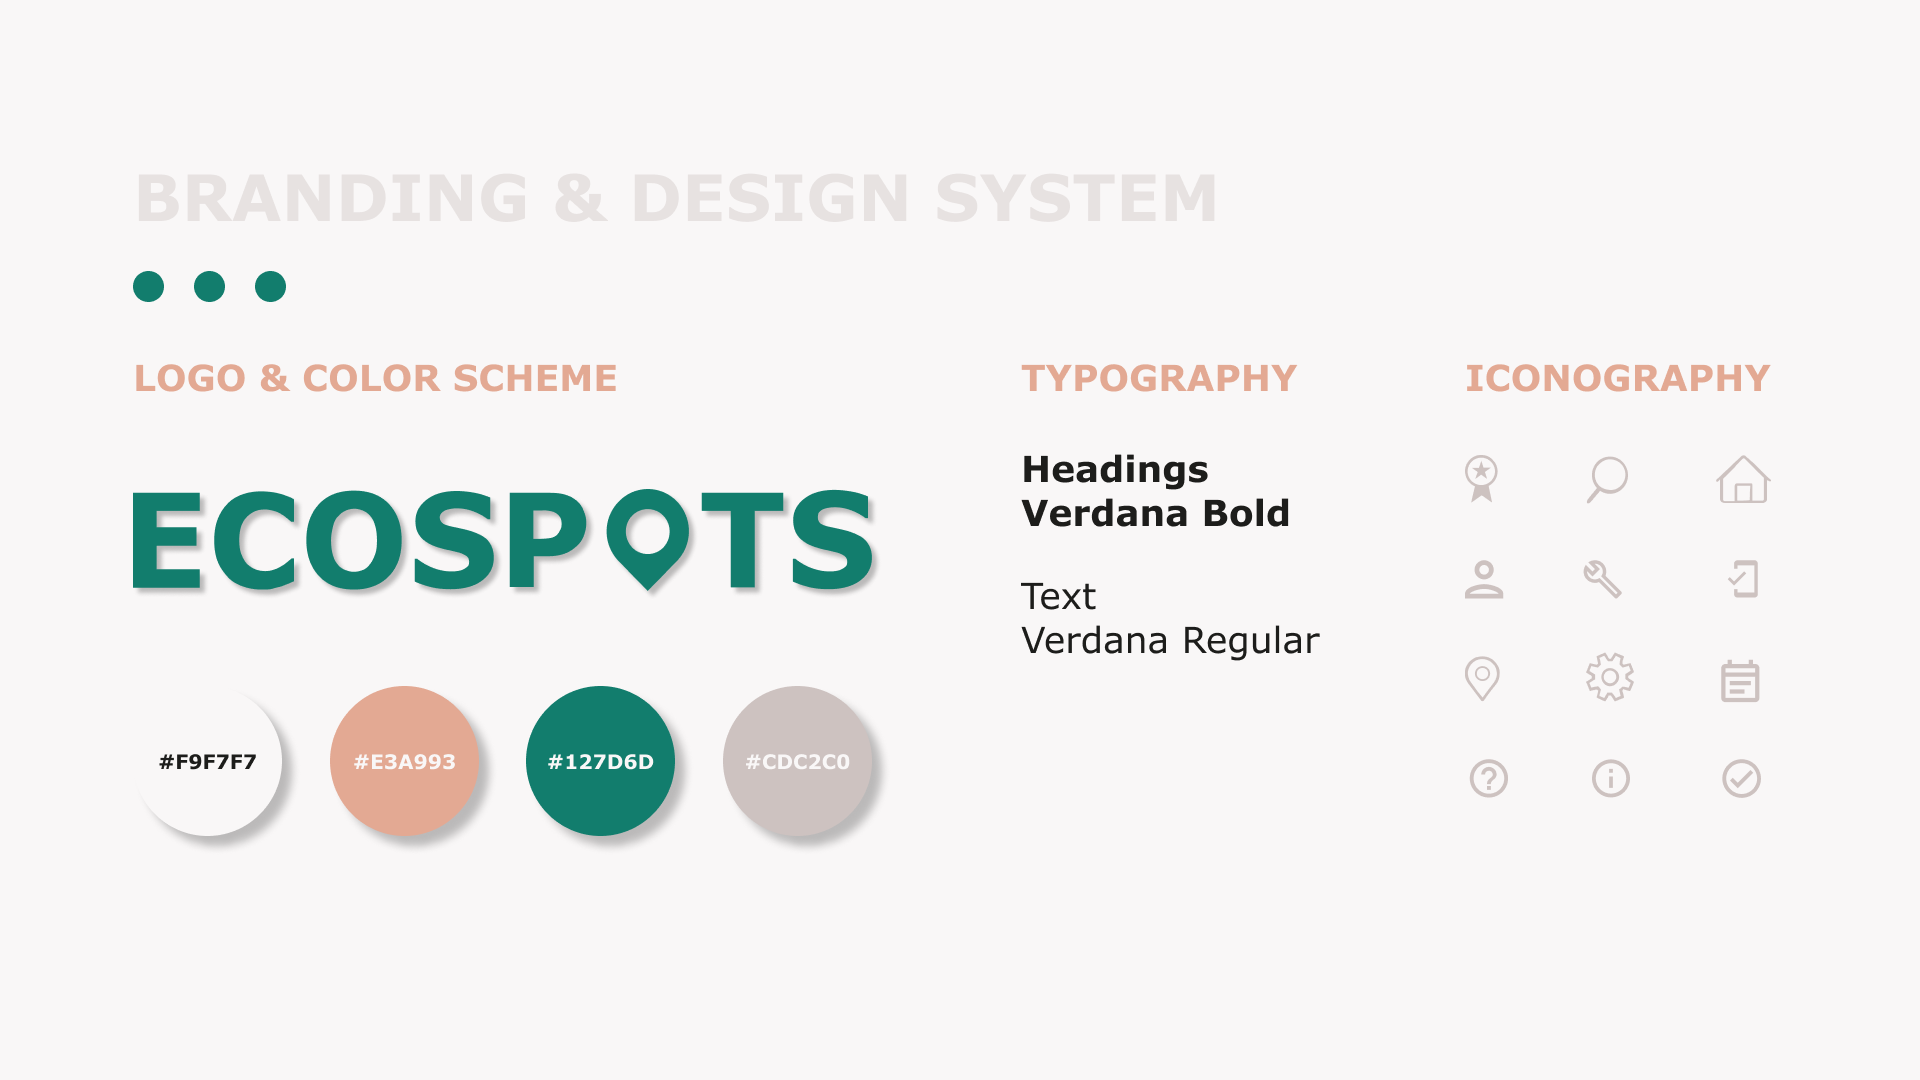 BRANDING & DESIGN SYSTEM
LOGO & COLOR SCHEME
ECOSPOTS
#F9F7F7
#E3A993
#127D6D
#CDC2C0
TYPOGRAPHY
Headings
Verdana Bold
Text
Verdana Regular
ICONOGRAPHY